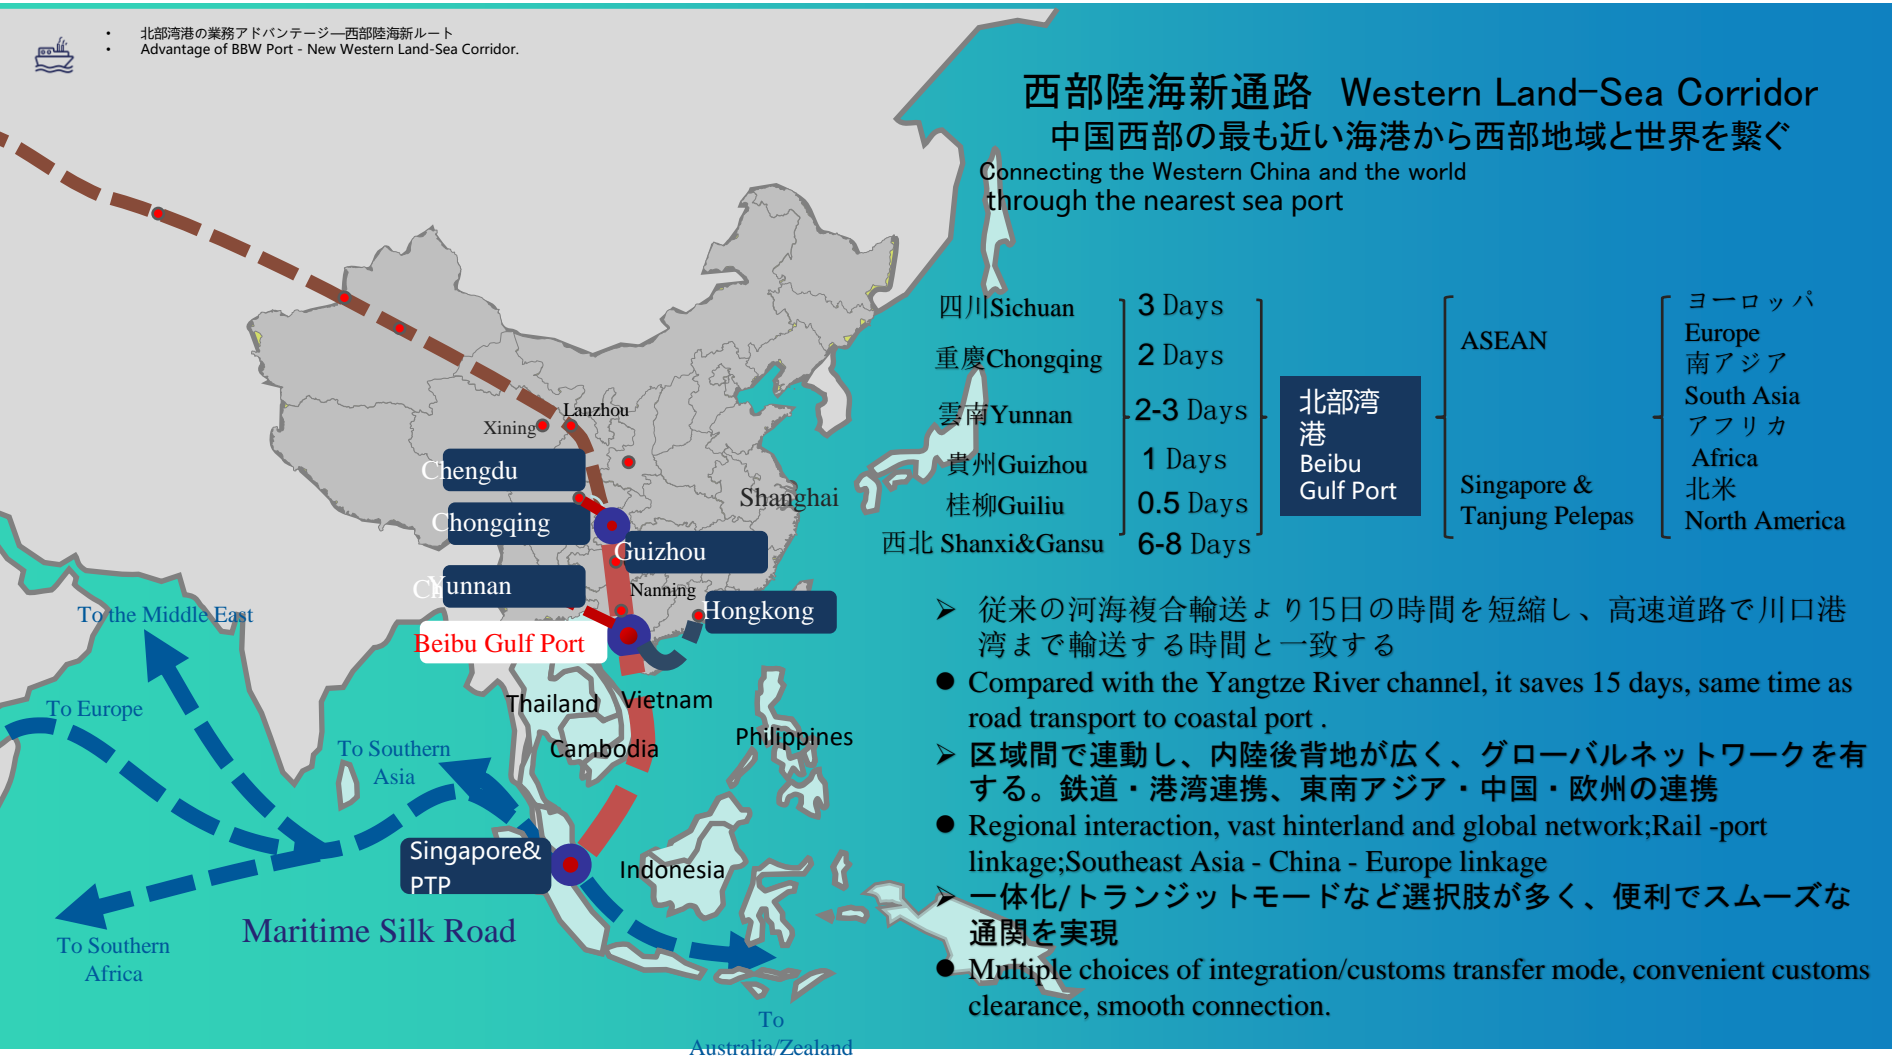 北部湾港の業務アドバンテージ—西部陸海新ルート
Advantage of BBW Port - New Western Land-Sea Corridor.
西部陸海新通路 Western Land-Sea Corridor
中国西部の最も近い海港から西部地域と世界を繋ぐ
Connecting the Western China and the world
through the nearest sea port
四川Sichuan
3 Days
重慶Chongqing
2 Days
雲南Yunnan
2-3 Days
貴州Guizhou
1 Days
桂柳Guiliu
0.5 Days
西北 Shanxi&Gansu
6-8 Days
北部湾
港
Beibu
Gulf Port
ASEAN
Singapore &
Tanjung Pelepas
ヨーロッパ
Europe
南アジア
South Asia
アフリカ
Africa
北米
North America
従来の河海複合輸送より15日の時間を短縮し、高速道路で川口港
湾まで輸送する時間と一致する
Compared with the Yangtze River channel, it saves 15 days, same time as
road transport to coastal port .
区域間で連動し、内陸後背地が広く、グローバルネットワークを有
する。鉄道・港湾連携、東南アジア・中国・欧州の連携
Regional interaction, vast hinterland and global network;Rail -port
linkage;Southeast Asia - China - Europe linkage
一体化/トランジットモードなど選択肢が多く、便利でスムーズな
通関を実現
Multiple choices of integration/customs transfer mode, convenient customs
clearance, smooth connection.
Lanzhou
Xining
Chengdu
Shanghai
Chongqing
Guizhou
Yunnan
Nanning
Hongkong
Beibu Gulf Port
Thailand
Vietnam
Cambodia
Philippines
Indonesia
Singapore&
PTP
Maritime Silk Road
To the Middle East
To Europe
To Southern
Asia
To Southern
Africa
To
Australia/Zealand